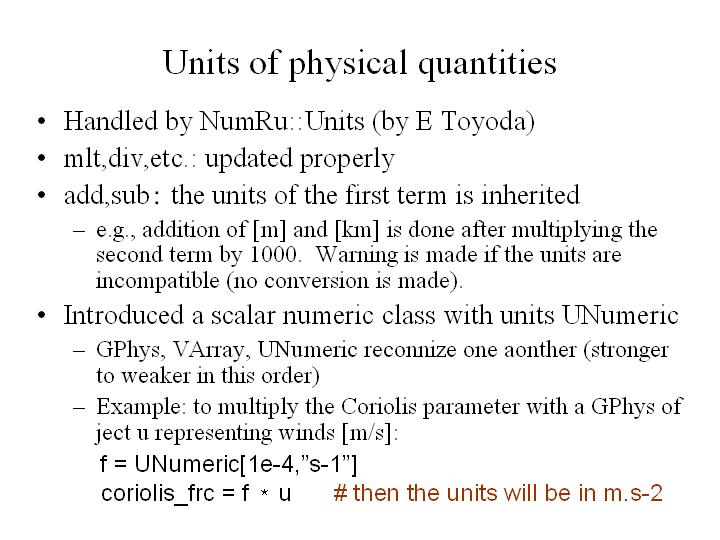 Units of physical quantities
• Handled by NumRu::Units (by E Toyoda)
• mlt,div,etc.: updated properly
• add,sub: the units of the first term is inherited
– e.g., addition of [m] and [km] is done after multiplying the
second term by 1000.  Warning is made if the units are
incompatible (no conversion is made).
• Introduced a scalar numeric class with units UNumeric
– GPhys, VArray, UNumeric reconnize one aonther (stronger
to weaker in this order)
– Example: to multiply the Coriolis parameter with a GPhys of
ject u representing winds [m/s]:
f = UNumeric[1e-4,”s-1”]
coriolis_frc = f * u # then the units will be in m.s-2